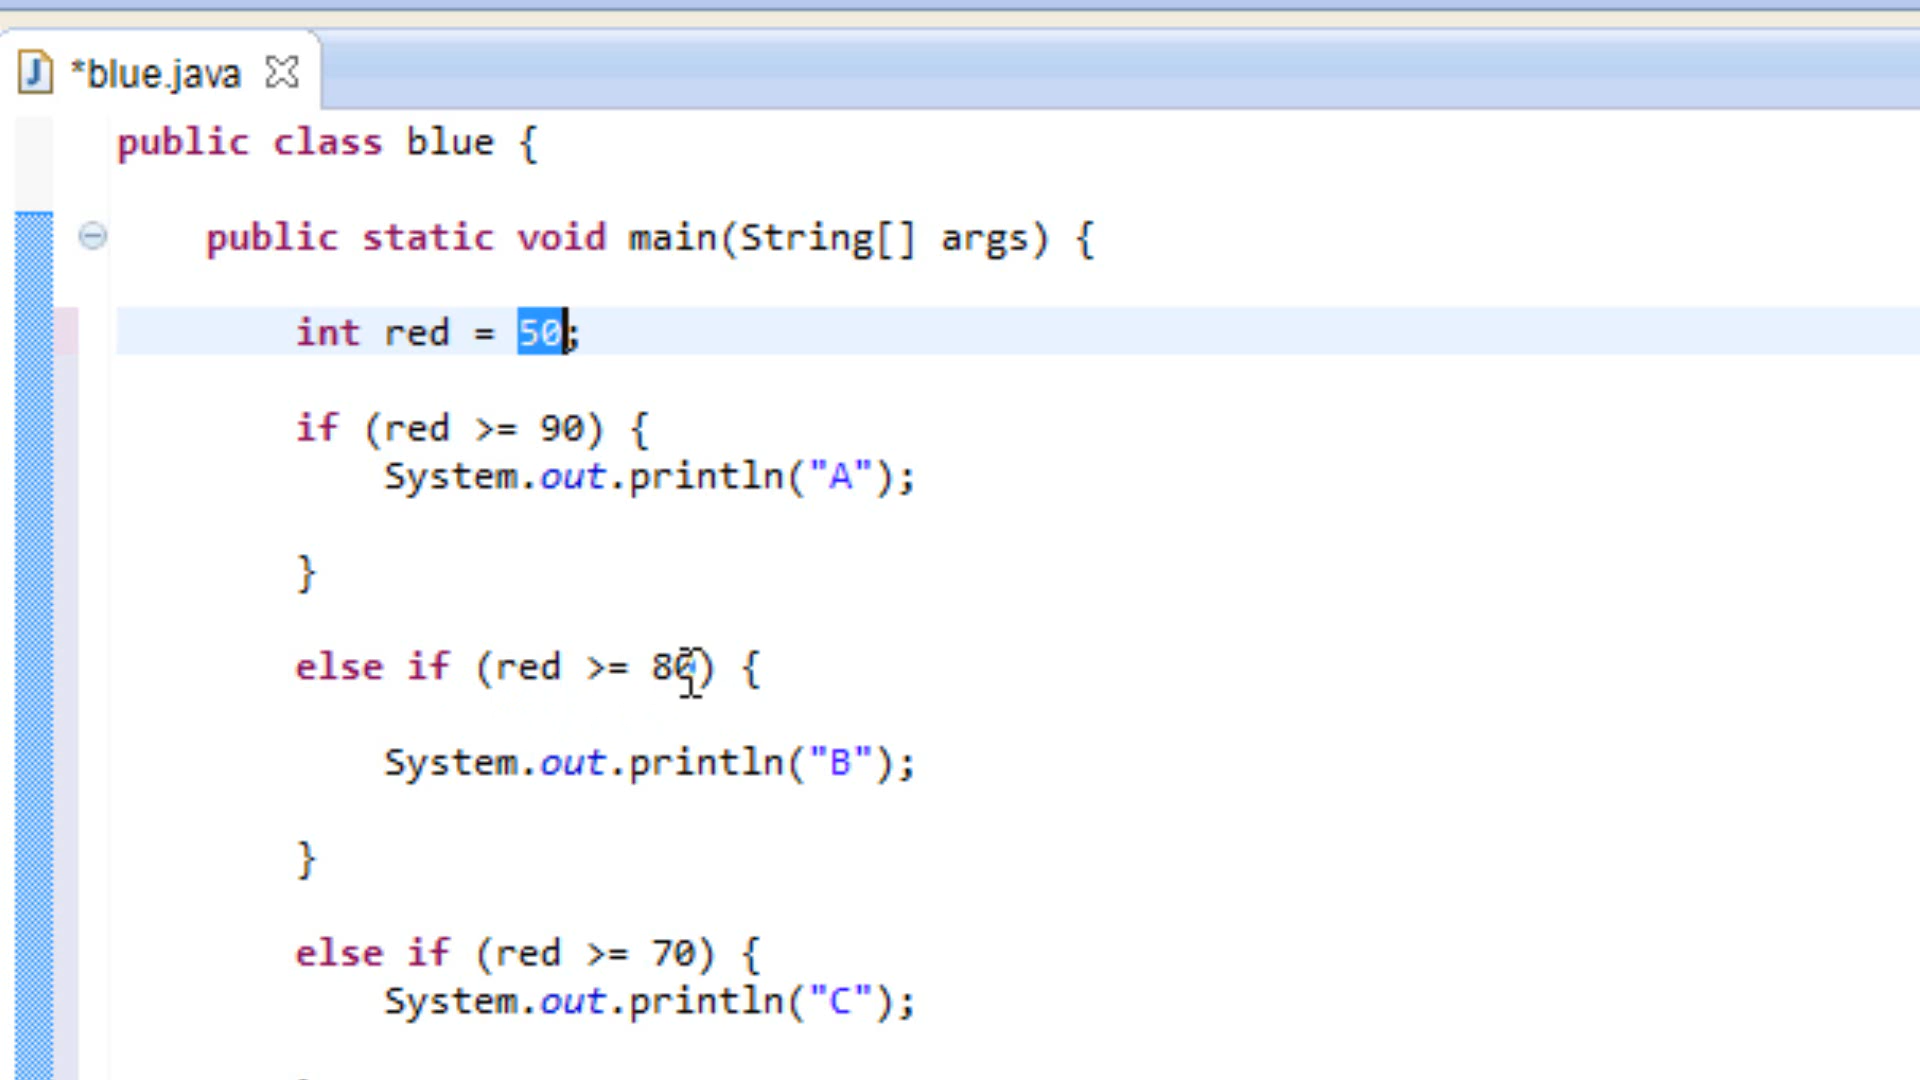 *blue.java
public class blue {
public static void main(String[] args) {
int red = 50;
if (red >= 90) {
System.out.println("A");
}
else if (red >= 80) {
System.out.println("B");
}
else if (red >= 70) {
System.out.println("C");